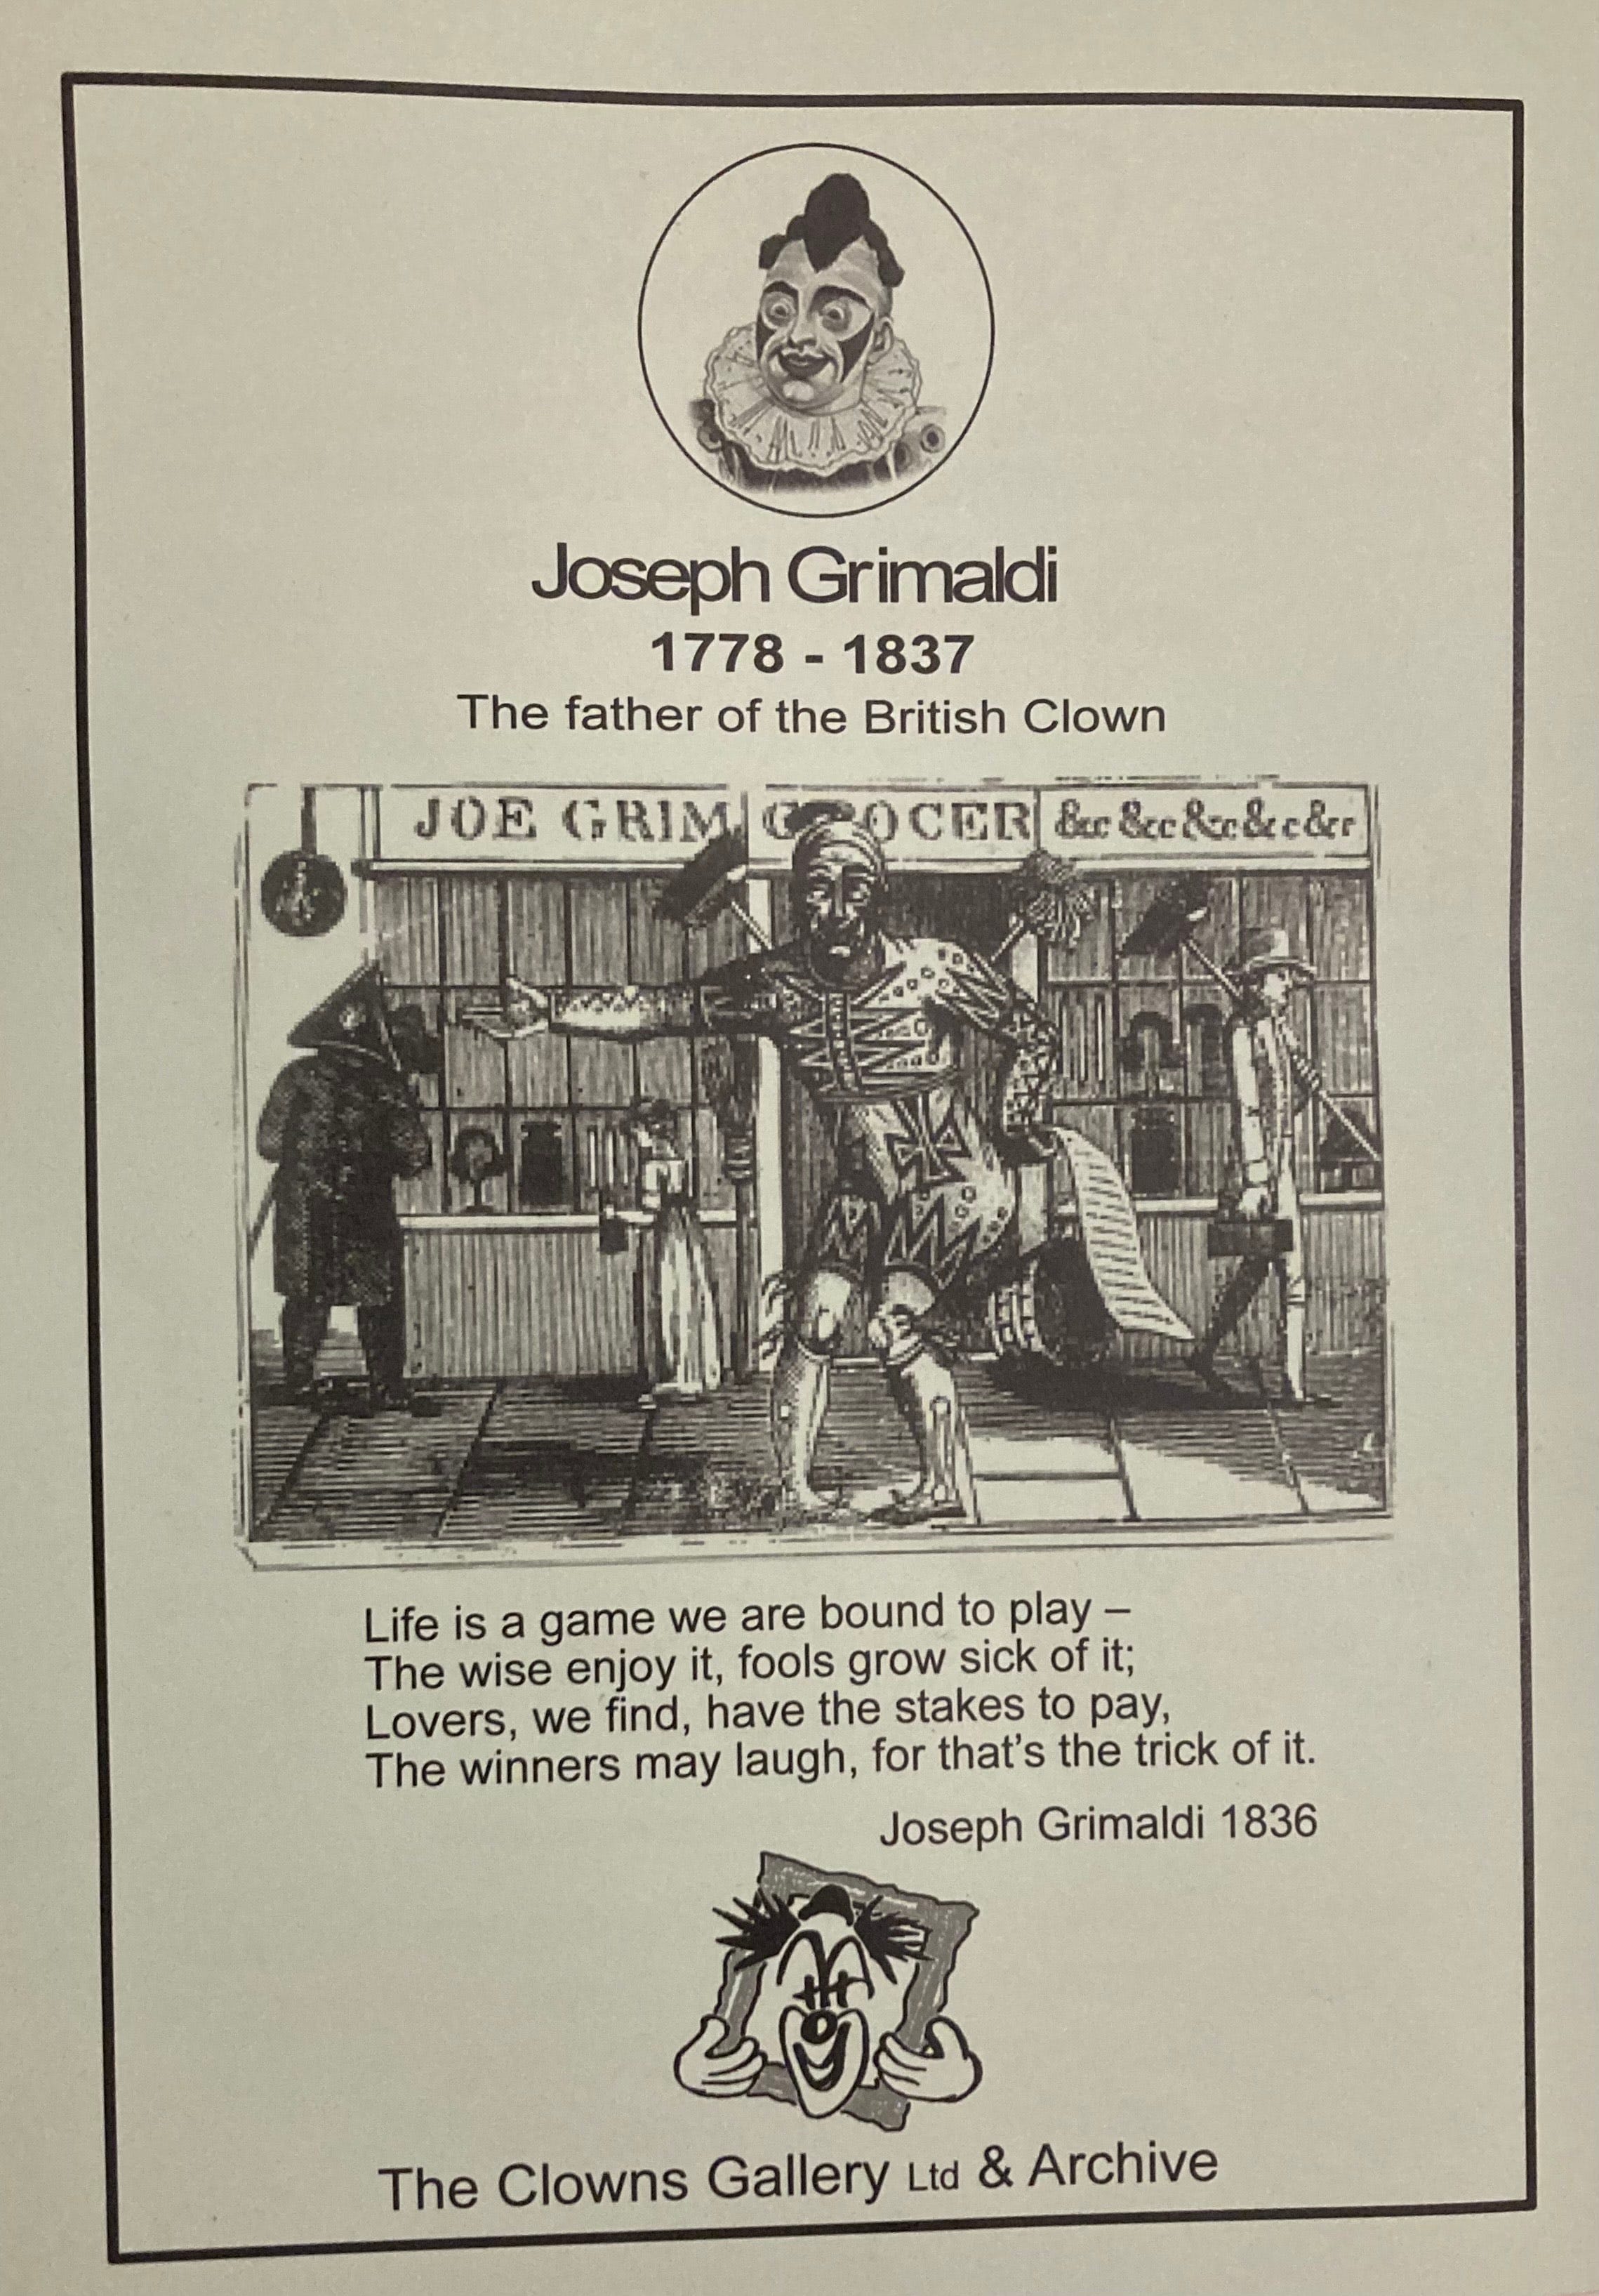 Joseph Grimaldi
1778 - 1837
The father of the British Clown
JOE GRIM GROCER &c &c &c &c &c
Life is a game we are bound to play –
The wise enjoy it, fools grow sick of it;
Lovers, we find, have the stakes to pay,
The winners may laugh, for that's the trick of it.
Joseph Grimaldi 1836
The Clowns Gallery Ltd & Archive